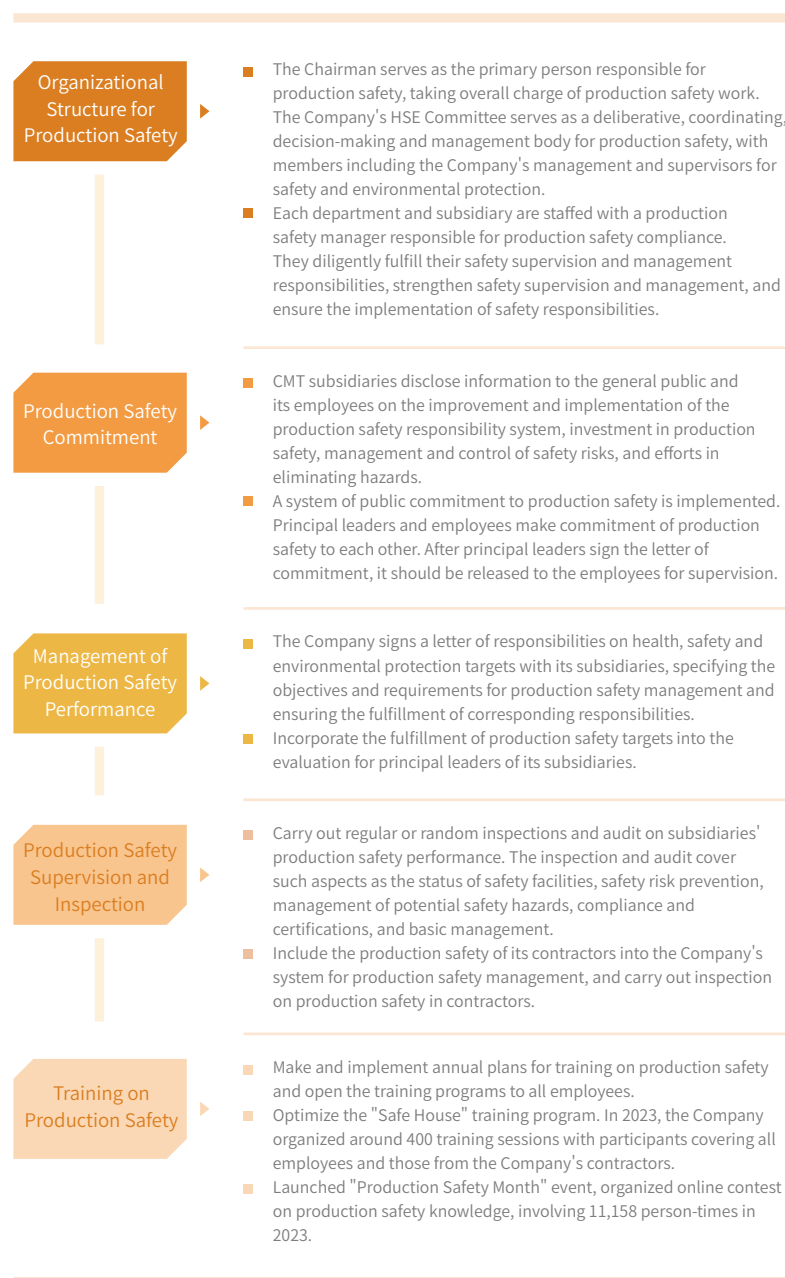 Organizational
Structure for
Production Safety
The Chairman serves as the primary person responsible for
production safety, taking overall charge of production safety work.
The Company's HSE Committee serves as a deliberative, coordinating,
decision-making and management body for production safety, with
members including the Company's management and supervisors for
safety and environmental protection.
Each department and subsidiary are staffed with a production
safety manager responsible for production safety compliance.
They diligently fulfill their safety supervision and management
responsibilities, strengthen safety supervision and management, and
ensure the implementation of safety responsibilities.
Production Safety
Commitment
CMT subsidiaries disclose information to the general public and
its employees on the improvement and implementation of the
production safety responsibility system, investment in production
safety, management and control of safety risks, and efforts in
eliminating hazards.
A system of public commitment to production safety is implemented.
Principal leaders and employees make commitment of production
safety to each other. After principal leaders sign the letter of
commitment, it should be released to the employees for supervision.
Management of
Production Safety
Performance
The Company signs a letter of responsibilities on health, safety and
environmental protection targets with its subsidiaries, specifying the
objectives and requirements for production safety management and
ensuring the fulfillment of corresponding responsibilities.
Incorporate the fulfillment of production safety targets into the
evaluation for principal leaders of its subsidiaries.
Production Safety
Supervision and
Inspection
Carry out regular or random inspections and audit on subsidiaries'
production safety performance. The inspection and audit cover
such aspects as the status of safety facilities, safety risk prevention,
management of potential safety hazards, compliance and
certifications, and basic management.
Include the production safety of its contractors into the Company's
system for production safety management, and carry out inspection
on production safety in contractors.
Training on
Production Safety
Make and implement annual plans for training on production safety
and open the training programs to all employees.
Optimize the "Safe House" training program. In 2023, the Company
organized around 400 training sessions with participants covering all
employees and those from the Company's contractors.
Launched "Production Safety Month" event, organized online contest
on production safety knowledge, involving 11,158 person-times in
2023.